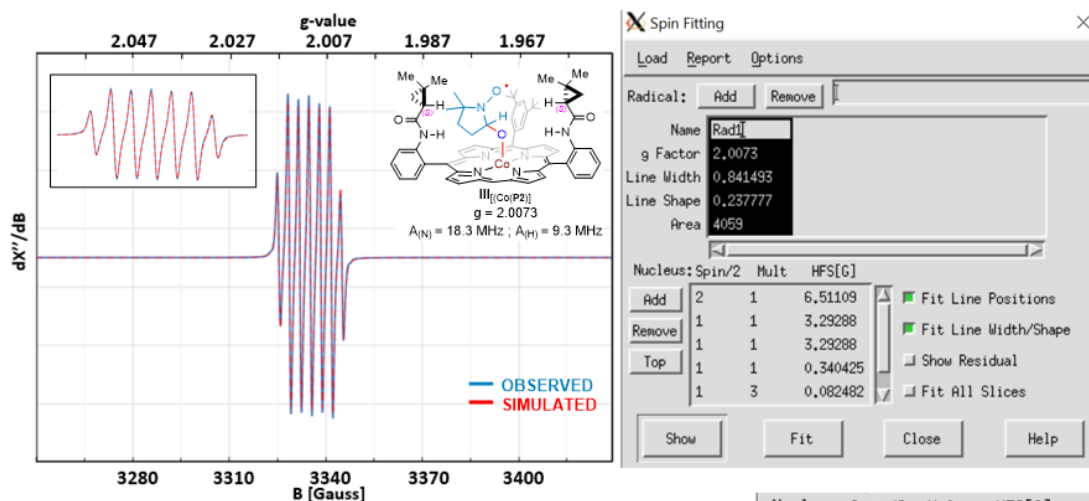 g-value
2.047 2.027 2.007 1.987 1.967
dX''/dB
3280 3310 3340 3370 3400
B [Gauss]
OBSERVED
SIMULATED
Me Me
Me
O•
Me Me
N
H
H
H
(S)
(S)
O
O
O
N-H
H-N
Co
N N
N N
III[(Co(P2)]
g = 2.0073
A(N) = 18.3 MHz ; A(H) = 9.3 MHz
Spin Fitting
Load Report Options
Radical: Add Remove
Name Rad1
g Factor 2.0073
Line Width 0.841493
Line Shape 0.237777
Area 4059
Nucleus: Spin/2 Mult HFS[G]
Add Remove Top
2 1 6.51109
1 1 3.29288
1 1 3.29288
1 1 0.340425
1 3 0.082482
Fit Line Positions
Fit Line Width/Shape
Show Residual
Fit All Slices
Show Fit Close Help